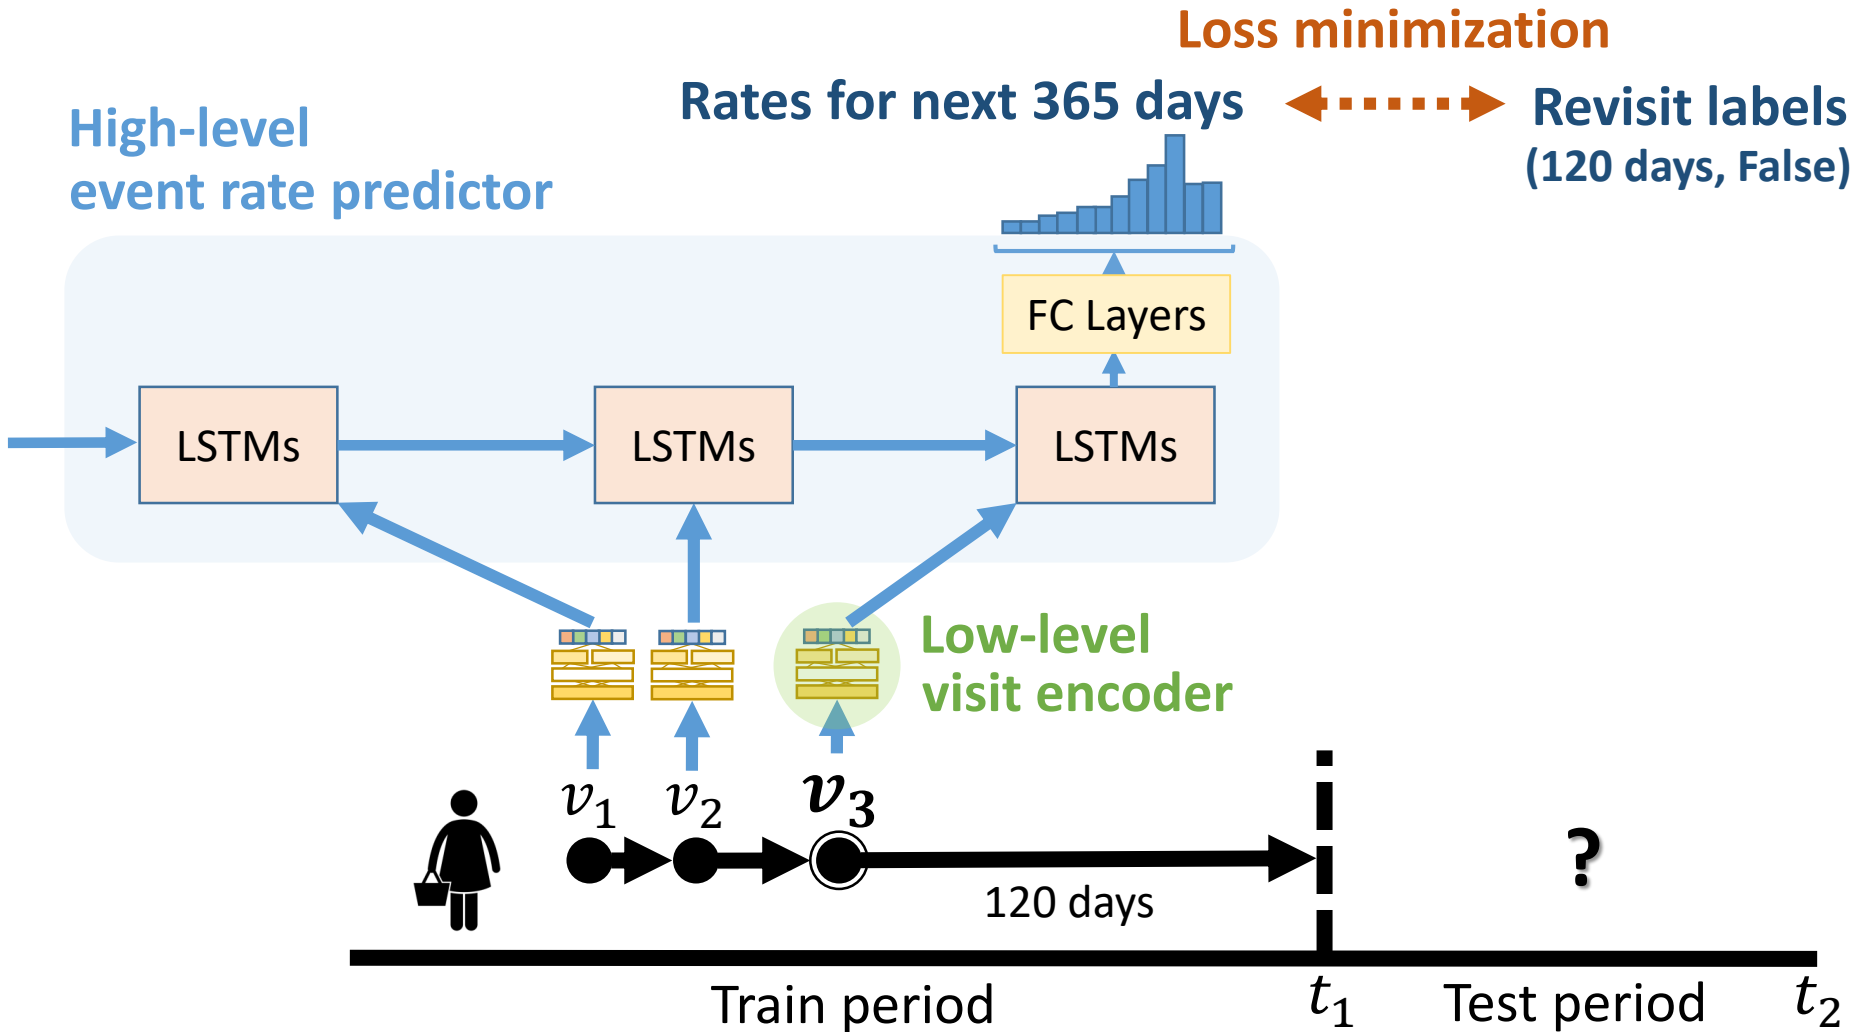 Loss minimization
Rates for next 365 days
Revisit labels
(120 days, False)
High-level
event rate predictor
FC Layers
LSTMs
LSTMs
LSTMs
Low-level
visit encoder
v₁
v₂
v₃
120 days
?
Train period
t₁
Test period
t₂